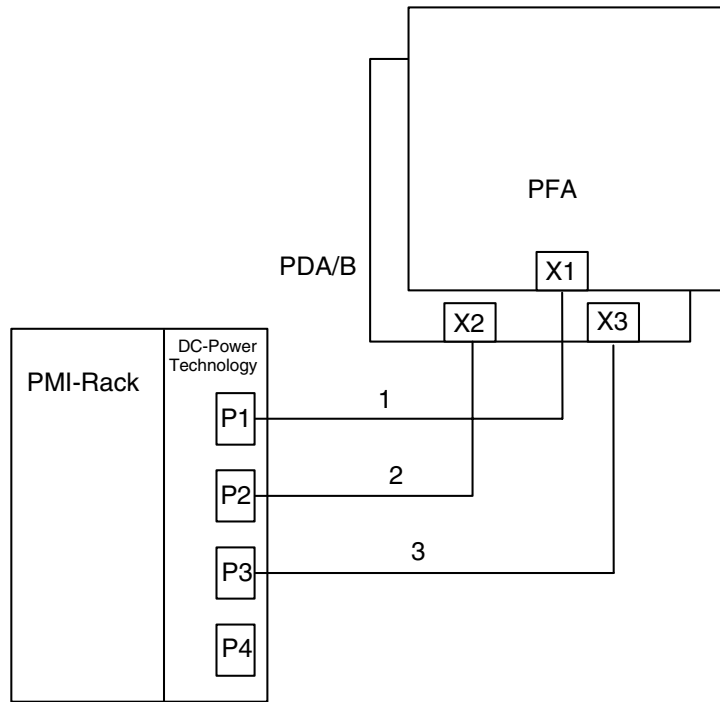 PFA
PDA/B
X1
X2
X3
DC-Power
Technology
PMI-Rack
P1
1
P2
2
P3
3
P4